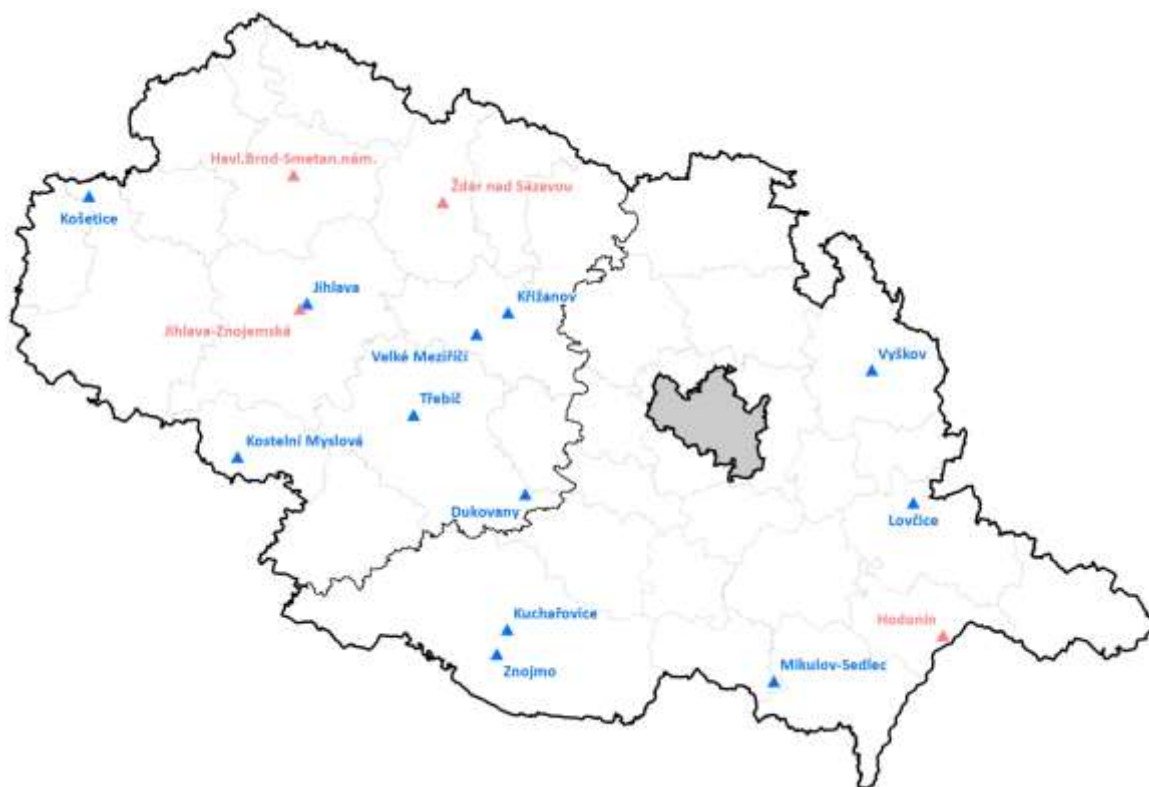 Havl.Brod-Smetan.nám.
Žďár nad Sázavou
Košetice
Jihlava
Křižanov
Jihlava-Znojemská
Velké Meziříčí
Vyškov
Třebíč
Kostelní Myslová
Dukovany
Lovčice
Kuchařovice
Hodonín
Znojmo
Mikulov-Sedlec